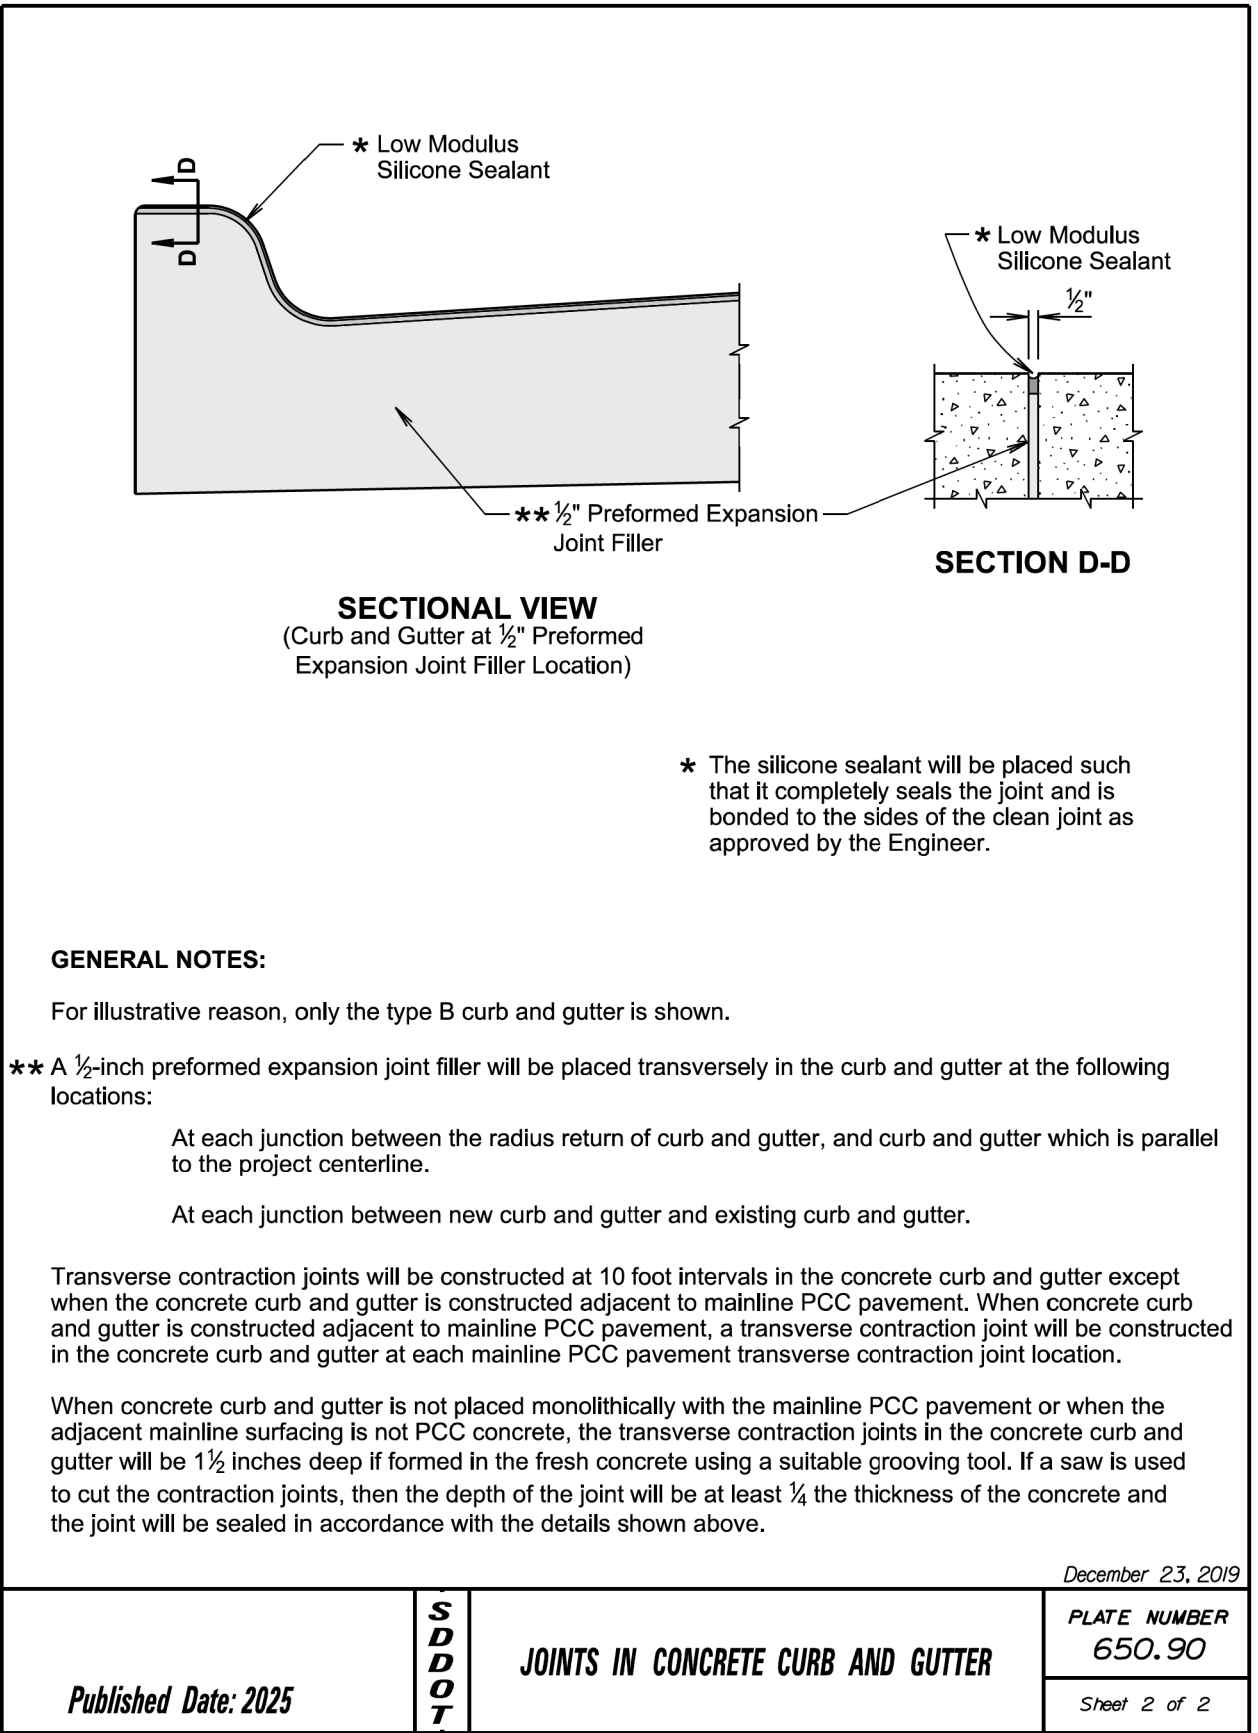 * Low Modulus
Silicone Sealant
D
D
* Low Modulus
Silicone Sealant
½"
** ½" Preformed Expansion
Joint Filler
SECTION D-D
SECTIONAL VIEW
(Curb and Gutter at ½" Preformed
Expansion Joint Filler Location)
* The silicone sealant will be placed such
that it completely seals the joint and is
bonded to the sides of the clean joint as
approved by the Engineer.
GENERAL NOTES:
For illustrative reason, only the type B curb and gutter is shown.
** A ½-inch preformed expansion joint filler will be placed transversely in the curb and gutter at the following
locations:
At each junction between the radius return of curb and gutter, and curb and gutter which is parallel
to the project centerline.
At each junction between new curb and gutter and existing curb and gutter.
Transverse contraction joints will be constructed at 10 foot intervals in the concrete curb and gutter except
when the concrete curb and gutter is constructed adjacent to mainline PCC pavement. When concrete curb
and gutter is constructed adjacent to mainline PCC pavement, a transverse contraction joint will be constructed
in the concrete curb and gutter at each mainline PCC pavement transverse contraction joint location.
When concrete curb and gutter is not placed monolithically with the mainline PCC pavement or when the
adjacent mainline surfacing is not PCC concrete, the transverse contraction joints in the concrete curb and
gutter will be 1½ inches deep if formed in the fresh concrete using a suitable grooving tool. If a saw is used
to cut the contraction joints, then the depth of the joint will be at least ¼ the thickness of the concrete and
the joint will be sealed in accordance with the details shown above.
December 23, 2019
Published Date: 2025
S
D
D
O
T
JOINTS IN CONCRETE CURB AND GUTTER
PLATE NUMBER
650.90
Sheet 2 of 2